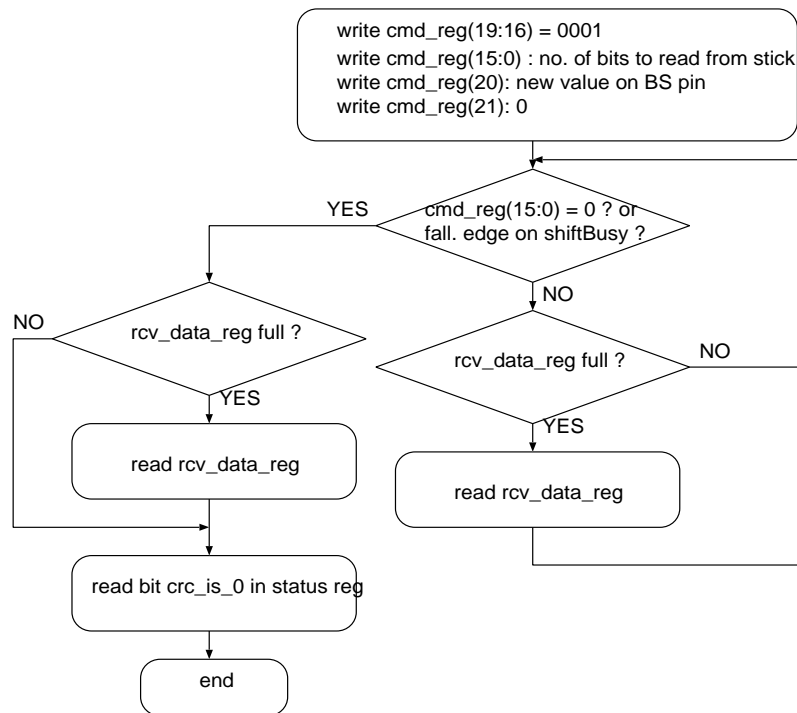 write cmd_reg(19:16) = 0001
write cmd_reg(15:0) : no. of bits to read from stick
write cmd_reg(20): new value on BS pin
write cmd_reg(21): 0
YES
cmd_reg(15:0) = 0 ? or
fall. edge on shiftBusy ?
NO
NO
rcv_data_reg full ?
rcv_data_reg full ?
NO
YES
YES
read rcv_data_reg
read rcv_data_reg
read bit crc_is_0 in status reg
end